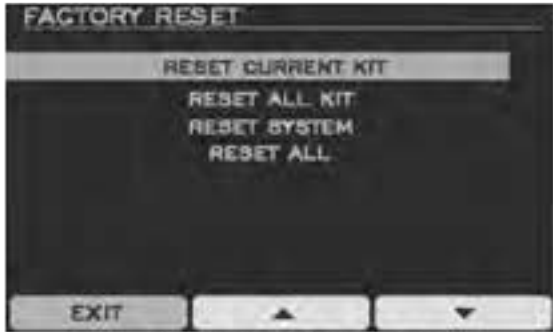 FACTORY RESET
RESET CURRENT KIT
RESET ALL KIT
RESET SYSTEM
RESET ALL
EXIT